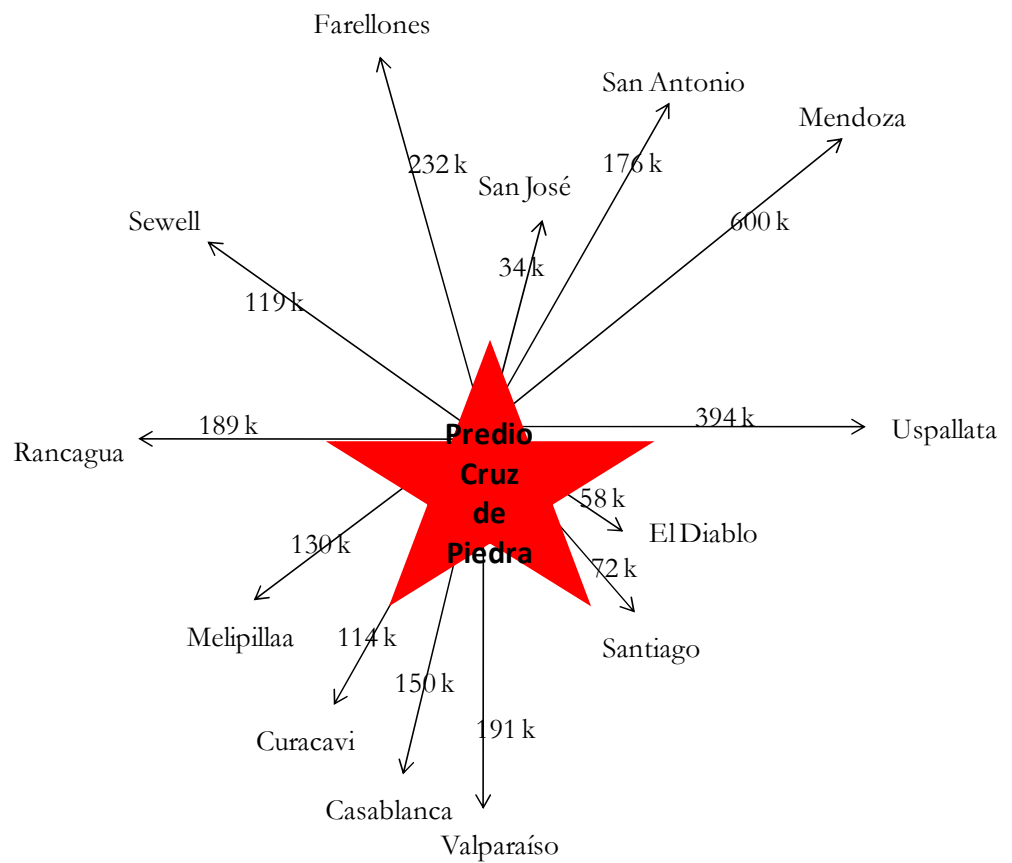 Farellones
San Antonio
Mendoza
232 k
176 k
San José
Sewell
600 k
34 k
119 k
189 k
394 k
Uspallata
Rancagua
Predio
Cruz
de
Piedra
58 k
El Diablo
130 k
72 k
Melipillaa
114 k
Santiago
150 k
191 k
Curacavi
Casablanca
Valparaíso